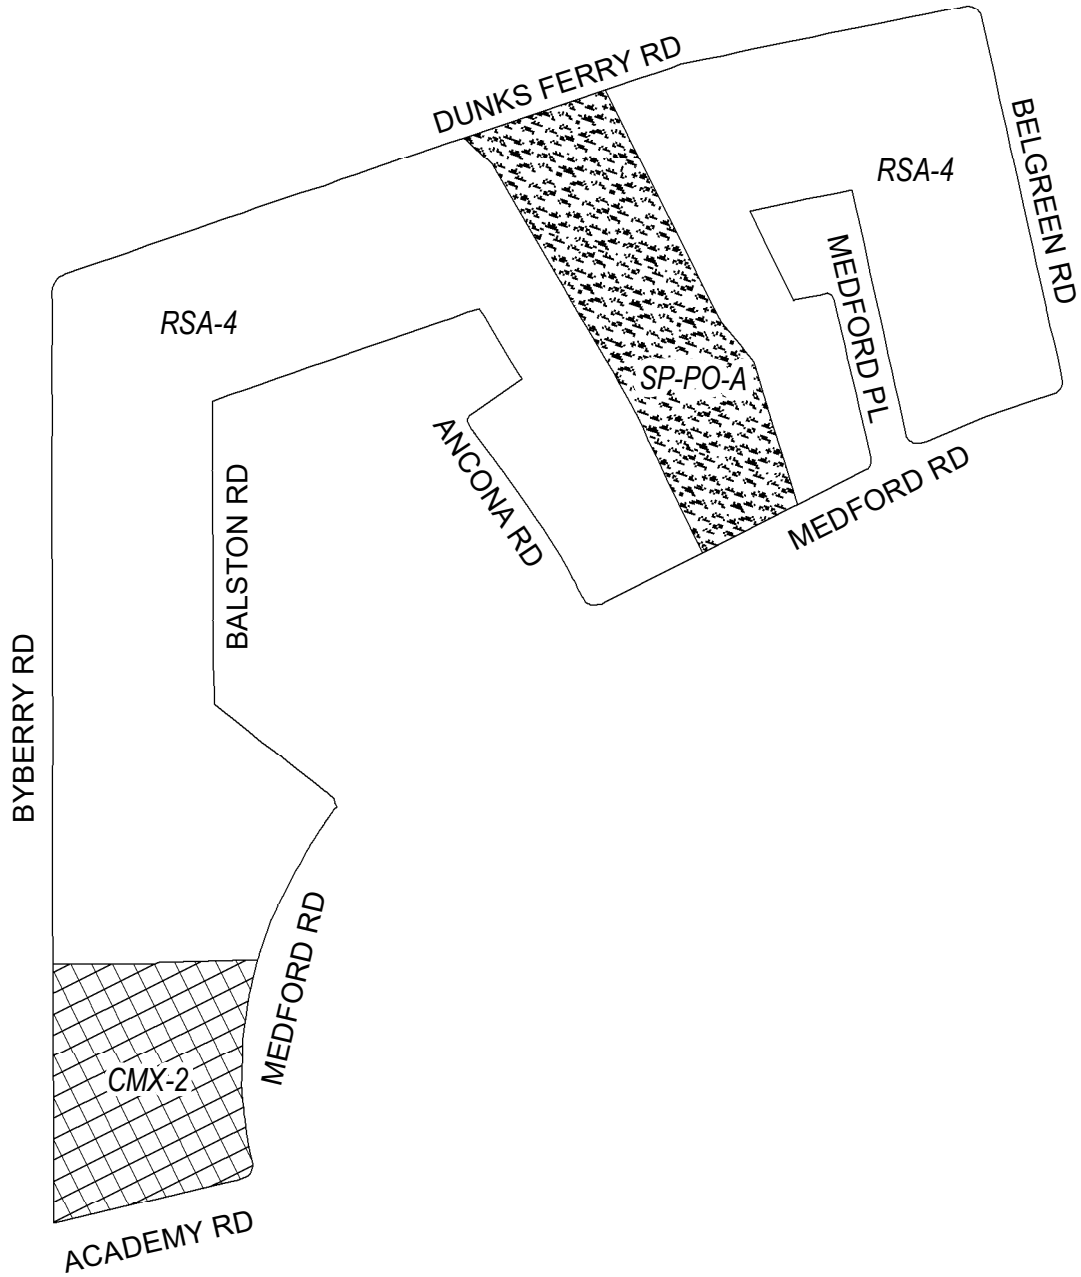 DUNKS FERRY RD
BELGREEN RD
RSA-4
MEDFORD PL
RSA-4
SP-PO-A
ANCONA RD
MEDFORD RD
BALSTON RD
BYBERRY RD
MEDFORD RD
CMX-2
ACADEMY RD